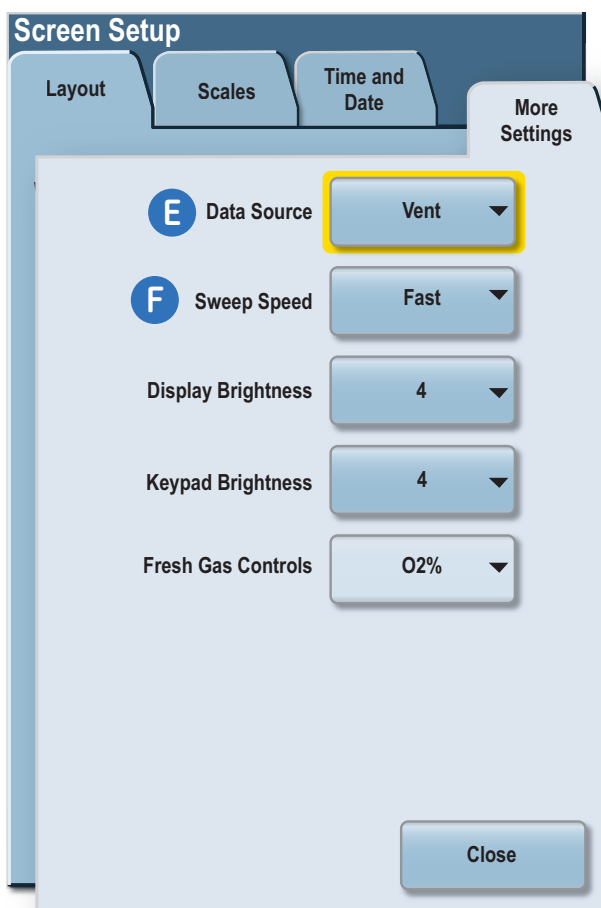 Screen Setup
Layout
Scales
Time and
Date
More
Settings
E Data Source
Vent
F Sweep Speed
Fast
Display Brightness
4
Keypad Brightness
4
Fresh Gas Controls
O2%
Close